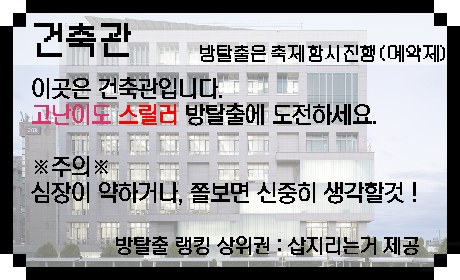 건축관
방탈출은 축제 항시 진행 (예약제)
이곳은 건축관입니다.
고난이도 스릴러 방탈출에 도전하세요.
※주의※
심장이 약하거나, 쫄보면 신중히 생각할것 !
방탈출 랭킹 상위권 : 삽지리는거 제공